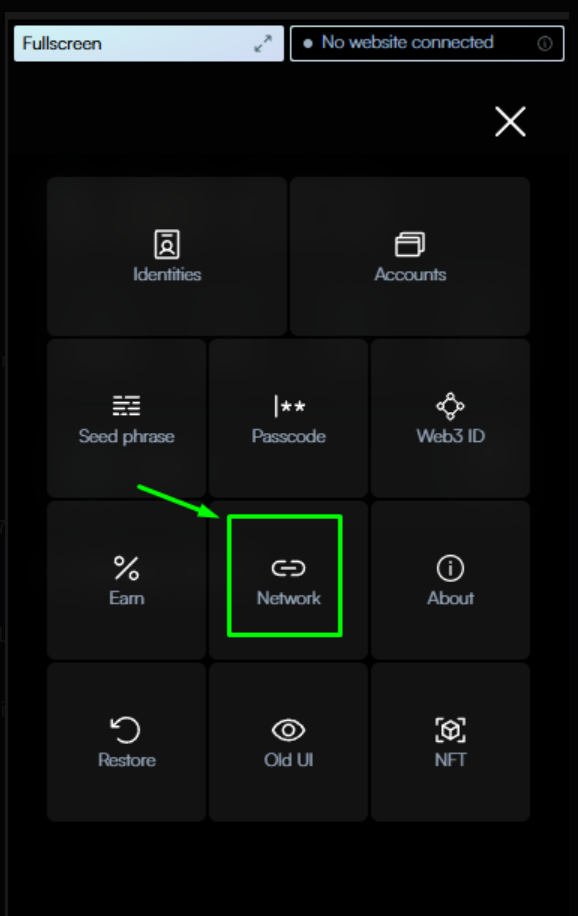 Fullscreen
No website connected
Identities
Accounts
Seed phrase
Passcode
Web3 ID
Earn
Network
About
Restore
Old UI
NFT